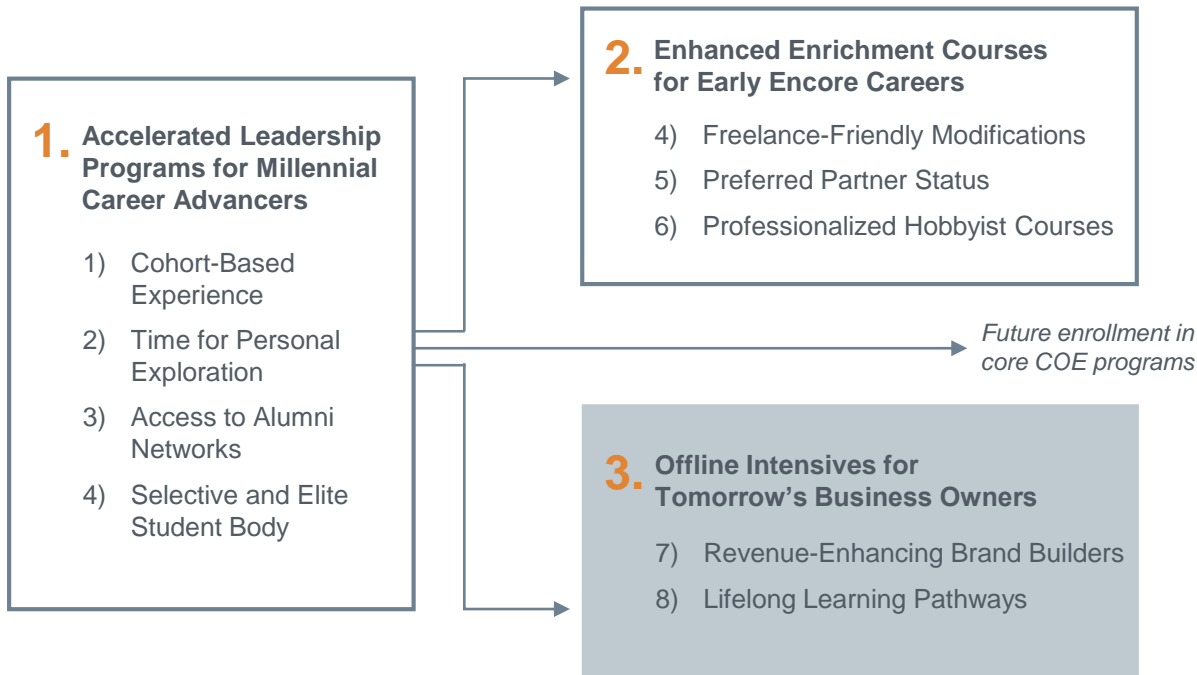 1. Accelerated Leadership
Programs for Millennial
Career Advancers
1) Cohort-Based
Experience
2) Time for Personal
Exploration
3) Access to Alumni
Networks
4) Selective and Elite
Student Body
2. Enhanced Enrichment Courses
for Early Encore Careers
4) Freelance-Friendly Modifications
5) Preferred Partner Status
6) Professionalized Hobbyist Courses
Future enrollment in
core COE programs
3. Offline Intensives for
Tomorrow’s Business Owners
7) Revenue-Enhancing Brand Builders
8) Lifelong Learning Pathways